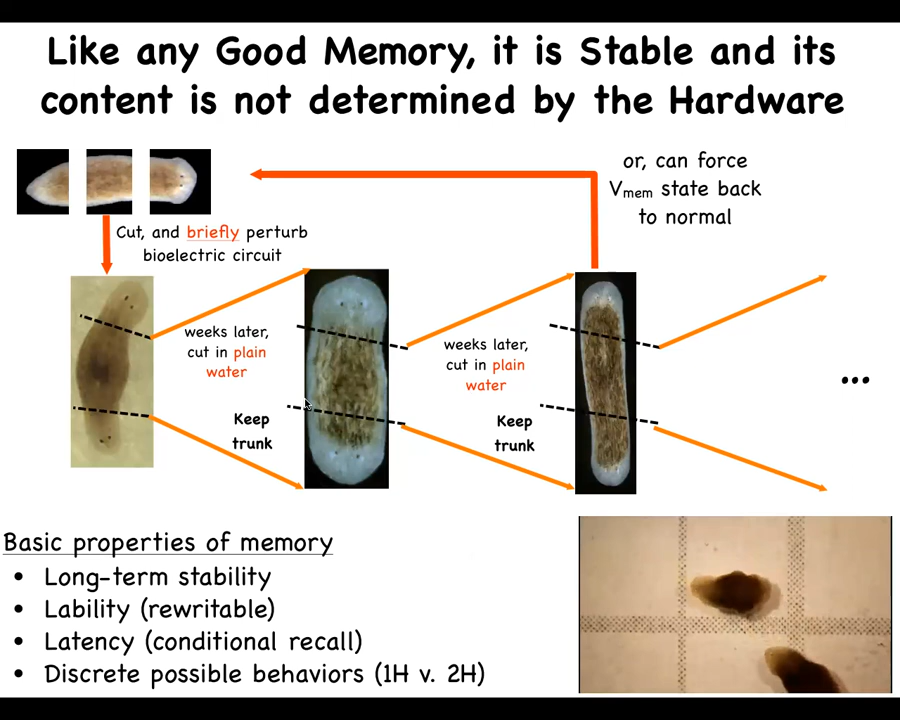 Like any Good Memory, it is Stable and its
content is not determined by the Hardware
or, can force
Vmem state back
to normal
Cut, and briefly perturb
bioelectric circuit
weeks later,
cut in plain
water
Keep
trunk
weeks later,
cut in plain
water
Keep
trunk
...
Basic properties of memory
• Long-term stability
• Lability (rewritable)
• Latency (conditional recall)
• Discrete possible behaviors (1H v. 2H)